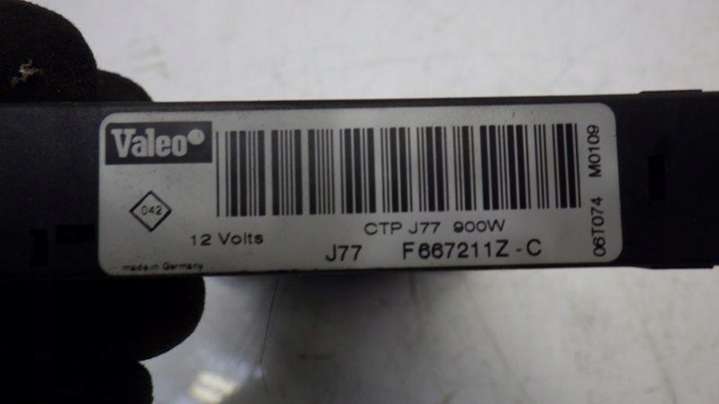 Valeo
042
12 Volts
CTP J77 900W
J77 F667211Z-C
made in Germany
06T074 M0109